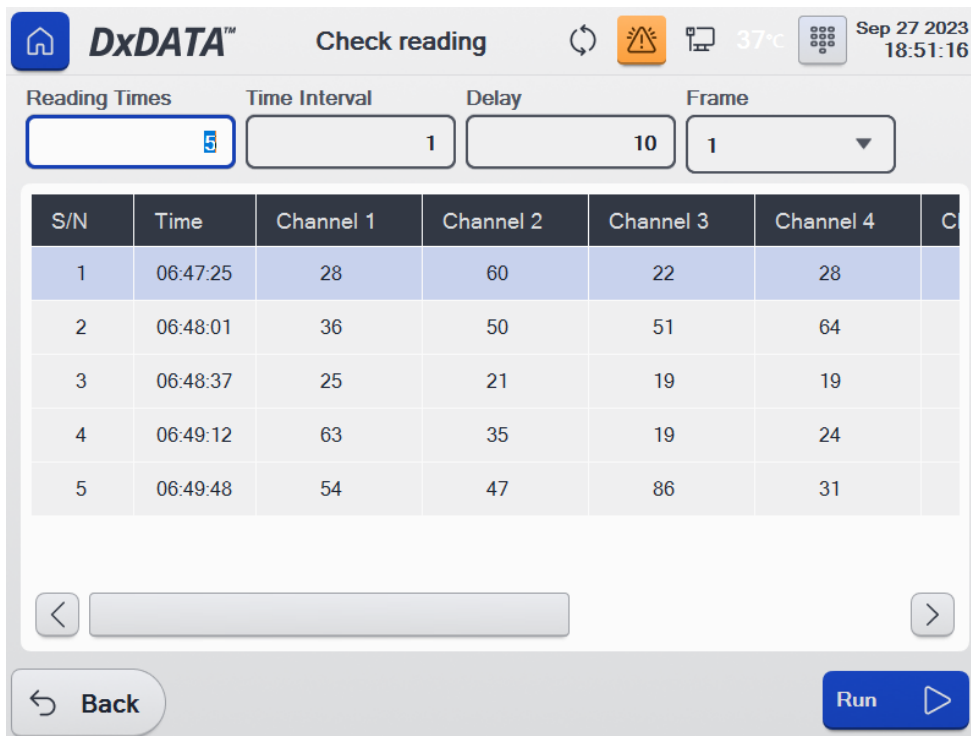 DxDATA™ Check reading 37°C Sep 27 2023
18:51:16
Reading Times Time Interval Delay Frame
5 1 10 1
S/N Time Channel 1 Channel 2 Channel 3 Channel 4
1 06:47:25 28 60 22 28
2 06:48:01 36 50 51 64
3 06:48:37 25 21 19 19
4 06:49:12 63 35 19 24
5 06:49:48 54 47 86 31
Back Run